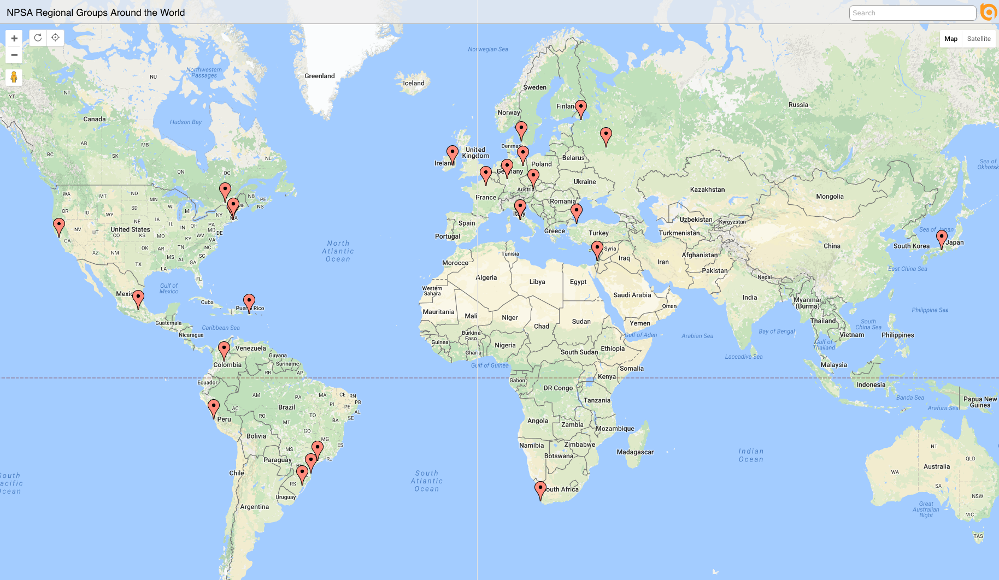 NPSA Regional Groups Around the World
Search
+
−
Map
Satellite
Norwegian Sea
Northwestern
Passages
NU
Greenland
Iceland
Sweden
NT
YT
Russia
Finlan
Norway
Canada
Hudson Bay
AB
MB
BC
SK
NL
Denmark
United
Kingdom
Ireland
Belarus
Poland
Sea of
Okhotsk
ON
QC
Germany
Ukraine
Austria
France
Kazakhstan
Mongolia
WA
MT
ND
MN
NB
PE
NS
ME
Romania
OR
ID
WY
SD
WI
MI
NY
MA
Italy
Uzbekistan
Kyrgyzstan
NV
UT
CO
NE
KS
IA
IL
IN
OH
PA
MD
DE
United States
Spain
Greece
Turkey
Turkmenistan
Sea of Japan
Portugal
CA
MO
KY
WV
VA
Japan
South Korea
China
North
Atlantic
Ocean
AZ
NM
OK
AR
TN
NC
SC
MS
AL
GA
TX
LA
FL
Tunisia
Syria
Iraq
Iran
Afghanistan
Morocco
Pakistan
East China Sea
Nepal
Algeria
Libya
Egypt
Western
Sahara
Gulf of
Mexico
Mexic
Saudi Arabia
India
Myanmar
(Burma)
Oman
Cuba
Puer
Rico
Mauritania
Mali
Niger
Chad
Sudan
Yemen
Philippine Sea
Thailand
South
China Sea
Guatemala
Caribbean Sea
Nicaragua
Burkina
Faso
Guinea
Nigeria
Gulf of Aden
Arabian Sea
Bay of Bengal
Vietnam
Philippines
Gulf of
Thailand
Venezuela
Guyana
Suriname
Colombia
Ghana
Gulf of Guinea
South Sudan
Ethiopia
Somalia
Laccadive Sea
Malaysia
RR
AP
Ecuador
Gabon
Kenya
DR Congo
Indonesia
AM
PA
MA
CE
RN
PB
PI
PE
AL
SE
Brazil
Tanzania
Banda Sea
Arafura Sea
Papua New
Guinea
AC
RO
TO
BA
MT
Peru
Angola
Zambia
Mozambique
GO
Bolivia
MG
ES
MS
Namibia
Zimbabwe
Botswana
Madagascar
Indian
Ocean
NT
QLD
Paraguay
RJ
Chile
RS
WA
Australia
SA
South
Atlantic
Ocean
outh
acific
cean
outh Africa
Uruguay
Argentina
NSW
Great
Australian
Bight
VIC
TAS